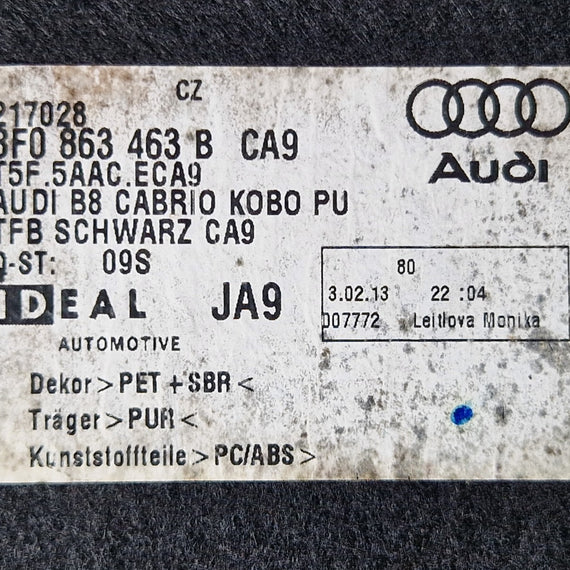 CZ
217028
8F0 863 463 B CA9
T5F.5AAC.ECA9
AUDI B8 CABRIO KOBO PU
TFB SCHWARZ CA9
Q-ST: 09S
IDEAL JA9
AUTOMOTIVE
Dekor>PET+SBR<
Träger>PUR<
Kunststoffteile>PC/ABS>
Audi
80
3.02.13 22:04
007772 Leitlova Monika